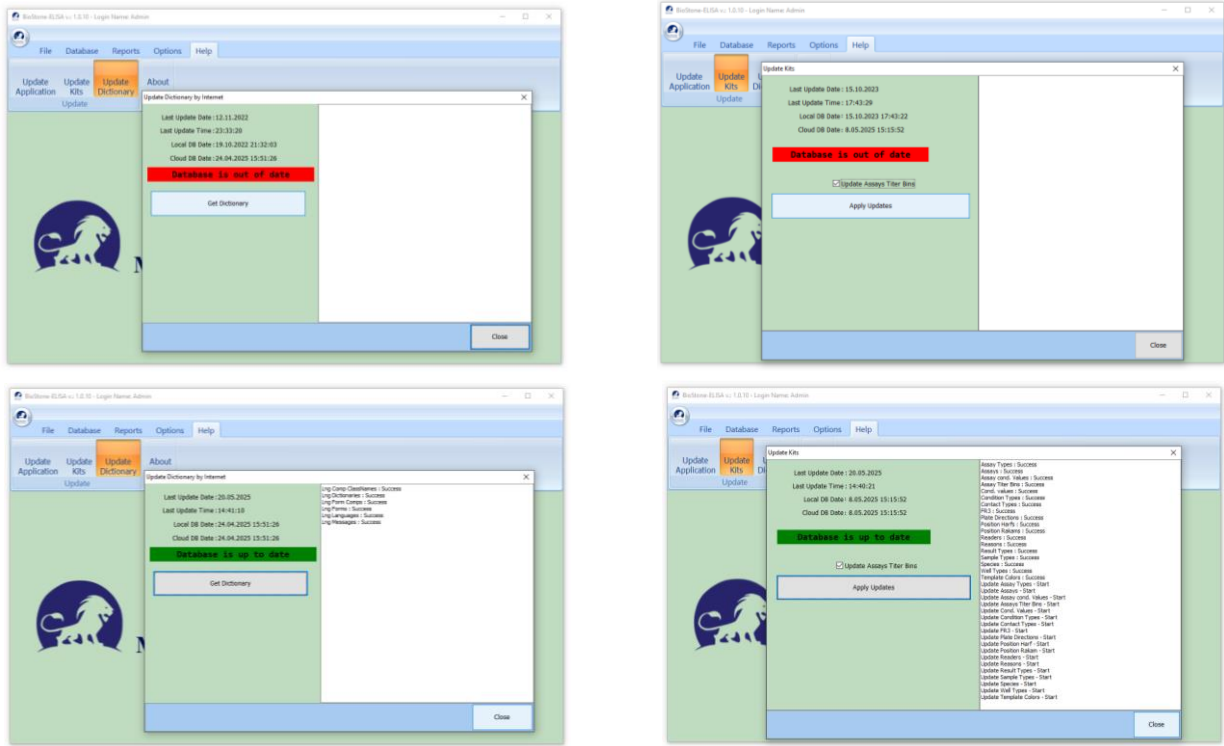 BioStone ELISA v.: 1.0.10 - Login Name: Admin
File Database Reports Options Help
Update Application
Update Kits
Update Dictionary
About
Update
Update Dictionary by Internet
Last Update Date : 12.11.2022
Last Update Time : 23:33:20
Local DB Date : 19.10.2022 21:32:03
Cloud DB Date : 24.04.2025 15:51:26
Database is out of date
Get Dictionary
Close
BioStone ELISA v.: 1.0.10 - Login Name: Admin
File Database Reports Options Help
Update Application
Update Kits
Update
Update Kits
Last Update Date : 15.10.2023
Last Update Time : 17:43:29
Local DB Date : 15.10.2023 17:43:22
Cloud DB Date : 8.05.2025 15:15:52
Database is out of date
Update Assays Titer Bins
Apply Updates
Close
BioStone ELISA v.: 1.0.10 - Login Name: Admin
File Database Reports Options Help
Update Application
Update Kits
Update Dictionary
About
Update
Update Dictionary by Internet
Last Update Date : 20.05.2025
Last Update Time : 14:41:10
Local DB Date : 24.04.2025 15:51:26
Cloud DB Date : 24.04.2025 15:51:26
Database is up to date
Get Dictionary
Lng Comp ClassNames : Success
Lng Dictionaries : Success
Lng Form Comps : Success
Lng Forms : Success
Lng Languages : Success
Lng Messages : Success
Close
BioStone ELISA v.: 1.0.10 - Login Name: Admin
File Database Reports Options Help
Update Application
Update Kits
Update
Update Kits
Last Update Date : 20.05.2025
Last Update Time : 14:40:21
Local DB Date : 8.05.2025 15:15:52
Cloud DB Date : 8.05.2025 15:15:52
Database is up to date
Update Assays Titer Bins
Apply Updates
Assay Types : Success
Assays : Success
Assay cond. Values : Success
Assay Titer Bins : Success
Cond. values : Success
Condition Types : Success
Contact Types : Success
FR3 : Success
Plate Directions : Success
Position Harfs : Success
Position Rakams : Success
Readers : Success
Reasons : Success
Result Types : Success
Sample Types : Success
Species : Success
Well Types : Success
Template Colors : Success
Update Assay Types - Start
Update Assays - Start
Update Assay cond. Values - Start
Update Assays Titer Bins - Start
Update Cond. Values - Start
Update Condition Types - Start
Update Contact Types - Start
Update FR3 - Start
Update Plate Directions - Start
Update Position Harf - Start
Update Position Rakam - Start
Update Readers - Start
Update Reasons - Start
Update Result Types - Start
Update Sample Types - Start
Update Species - Start
Update Well Types - Start
Update Template Colors - Start
Close